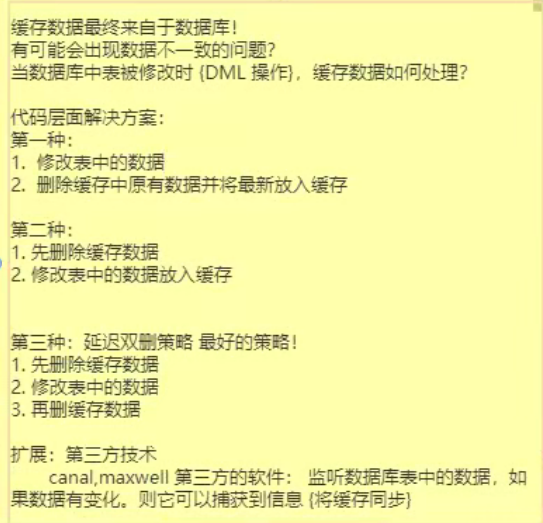 缓存数据最终来自于数据库！
有可能会出现数据不一致的问题？
当数据库中表被修改时 {DML 操作}，缓存数据如何处理？
代码层面解决方案：
第一种：
1. 修改表中的数据
2. 删除缓存中原有数据并将最新放入缓存
第二种：
1. 先删除缓存数据
2. 修改表中的数据放入缓存
第三种：延迟双删策略 最好的策略！
1. 先删除缓存数据
2. 修改表中的数据
3. 再删缓存数据
扩展：第三方技术
canal,maxwell 第三方的软件： 监听数据库表中的数据，如
果数据有变化。则它可以捕获到信息 {将缓存同步}